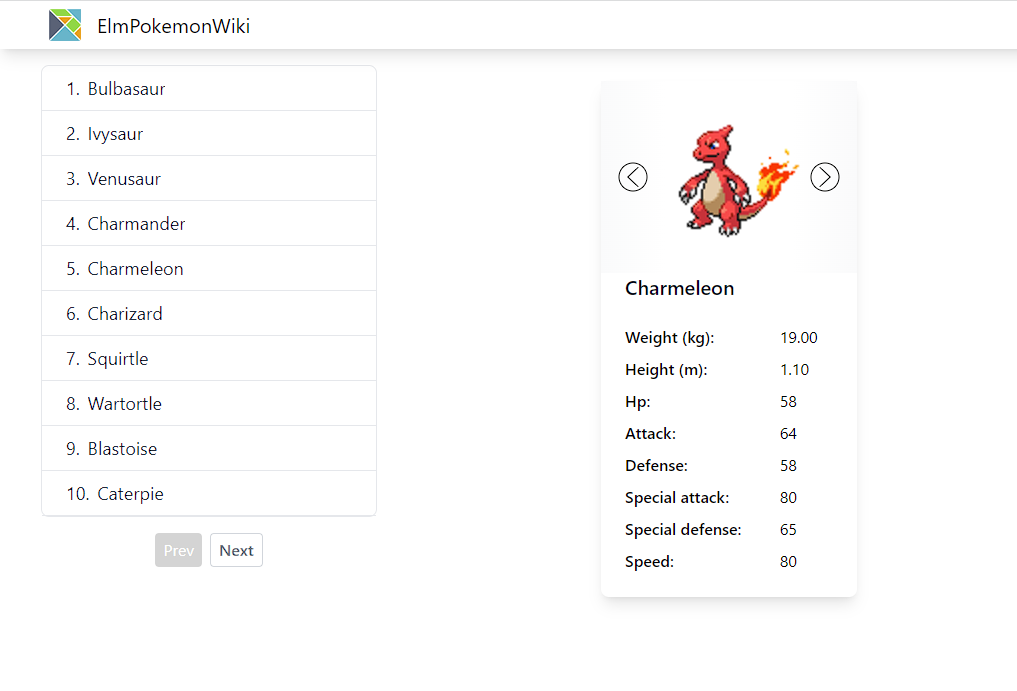 ElmPokemonWiki
1. Bulbasaur
2. Ivysaur
3. Venusaur
4. Charmander
5. Charmeleon
6. Charizard
7. Squirtle
8. Wartortle
9. Blastoise
10. Caterpie
Prev Next
Charmeleon
Weight (kg): 19.00
Height (m): 1.10
Hp: 58
Attack: 64
Defense: 58
Special attack: 80
Special defense: 65
Speed: 80